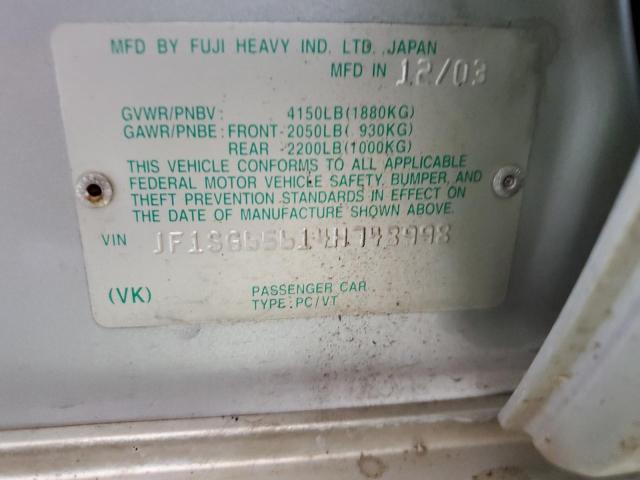 MFD BY FUJI HEAVY IND. LTD. JAPAN
MFD IN 12/03
GVWR/PNBV: 4150LB(1880KG)
GAWR/PNBE: FRONT-2050LB( 930KG)
REAR -2200LB(1000KG)
THIS VEHICLE CONFORMS TO ALL APPLICABLE
FEDERAL MOTOR VEHICLE SAFETY, BUMPER, AND
THEFT PREVENTION STANDARDS IN EFFECT ON
THE DATE OF MANUFACTURE SHOWN ABOVE.
VIN JF1SG65614H748998
(VK) PASSENGER CAR
TYPE:PC/VT